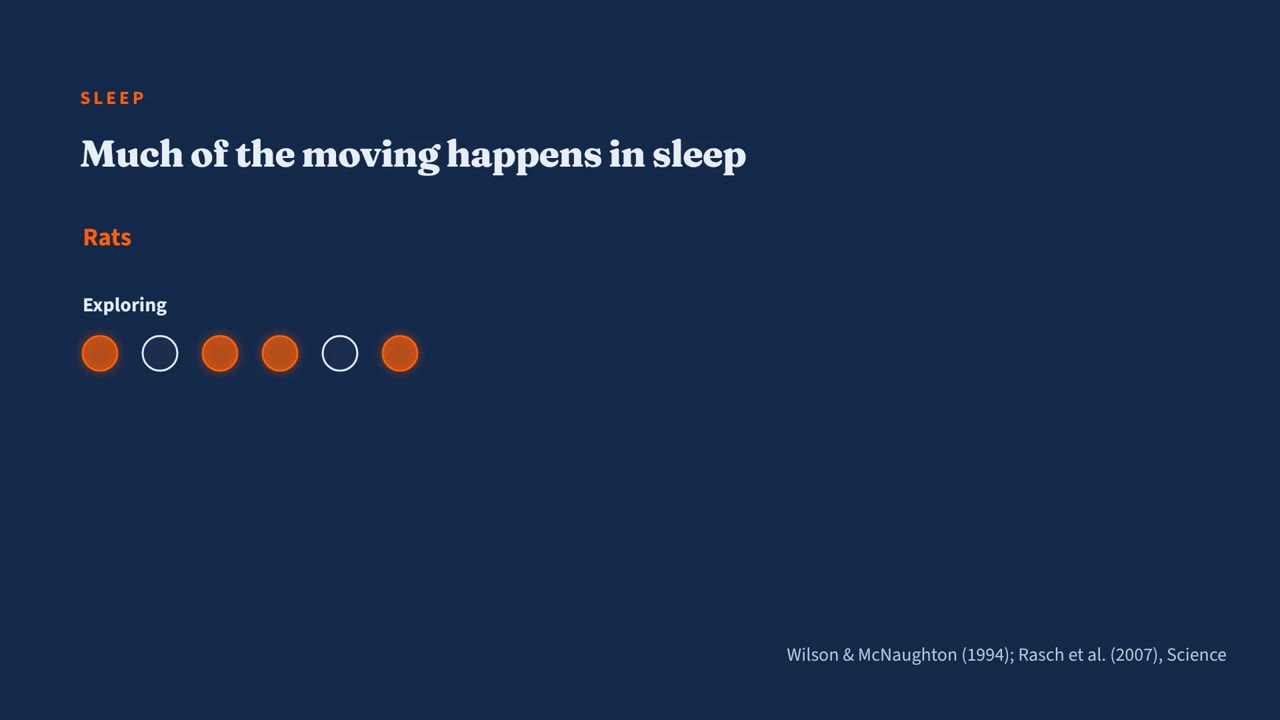 SLEEP
Much of the moving happens in sleep
Rats
Exploring
Wilson & McNaughton (1994); Rasch et al. (2007), Science